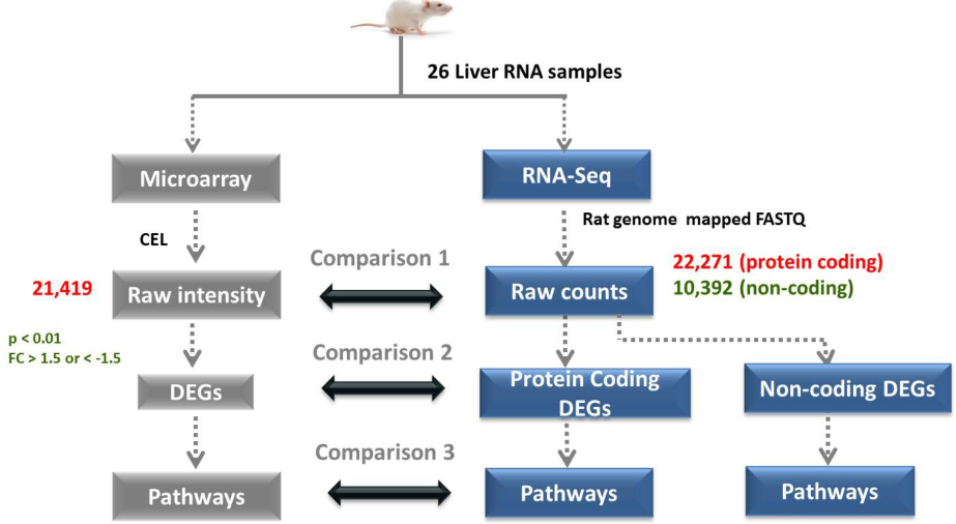 26 Liver RNA samples
Microarray
RNA-Seq
CEL
Rat genome mapped FASTQ
Comparison 1
21,419
Raw intensity
Raw counts
22,271 (protein coding)
10,392 (non-coding)
p < 0.01
FC > 1.5 or < -1.5
Comparison 2
DEGs
Protein Coding
DEGs
Non-coding DEGs
Comparison 3
Pathways
Pathways
Pathways